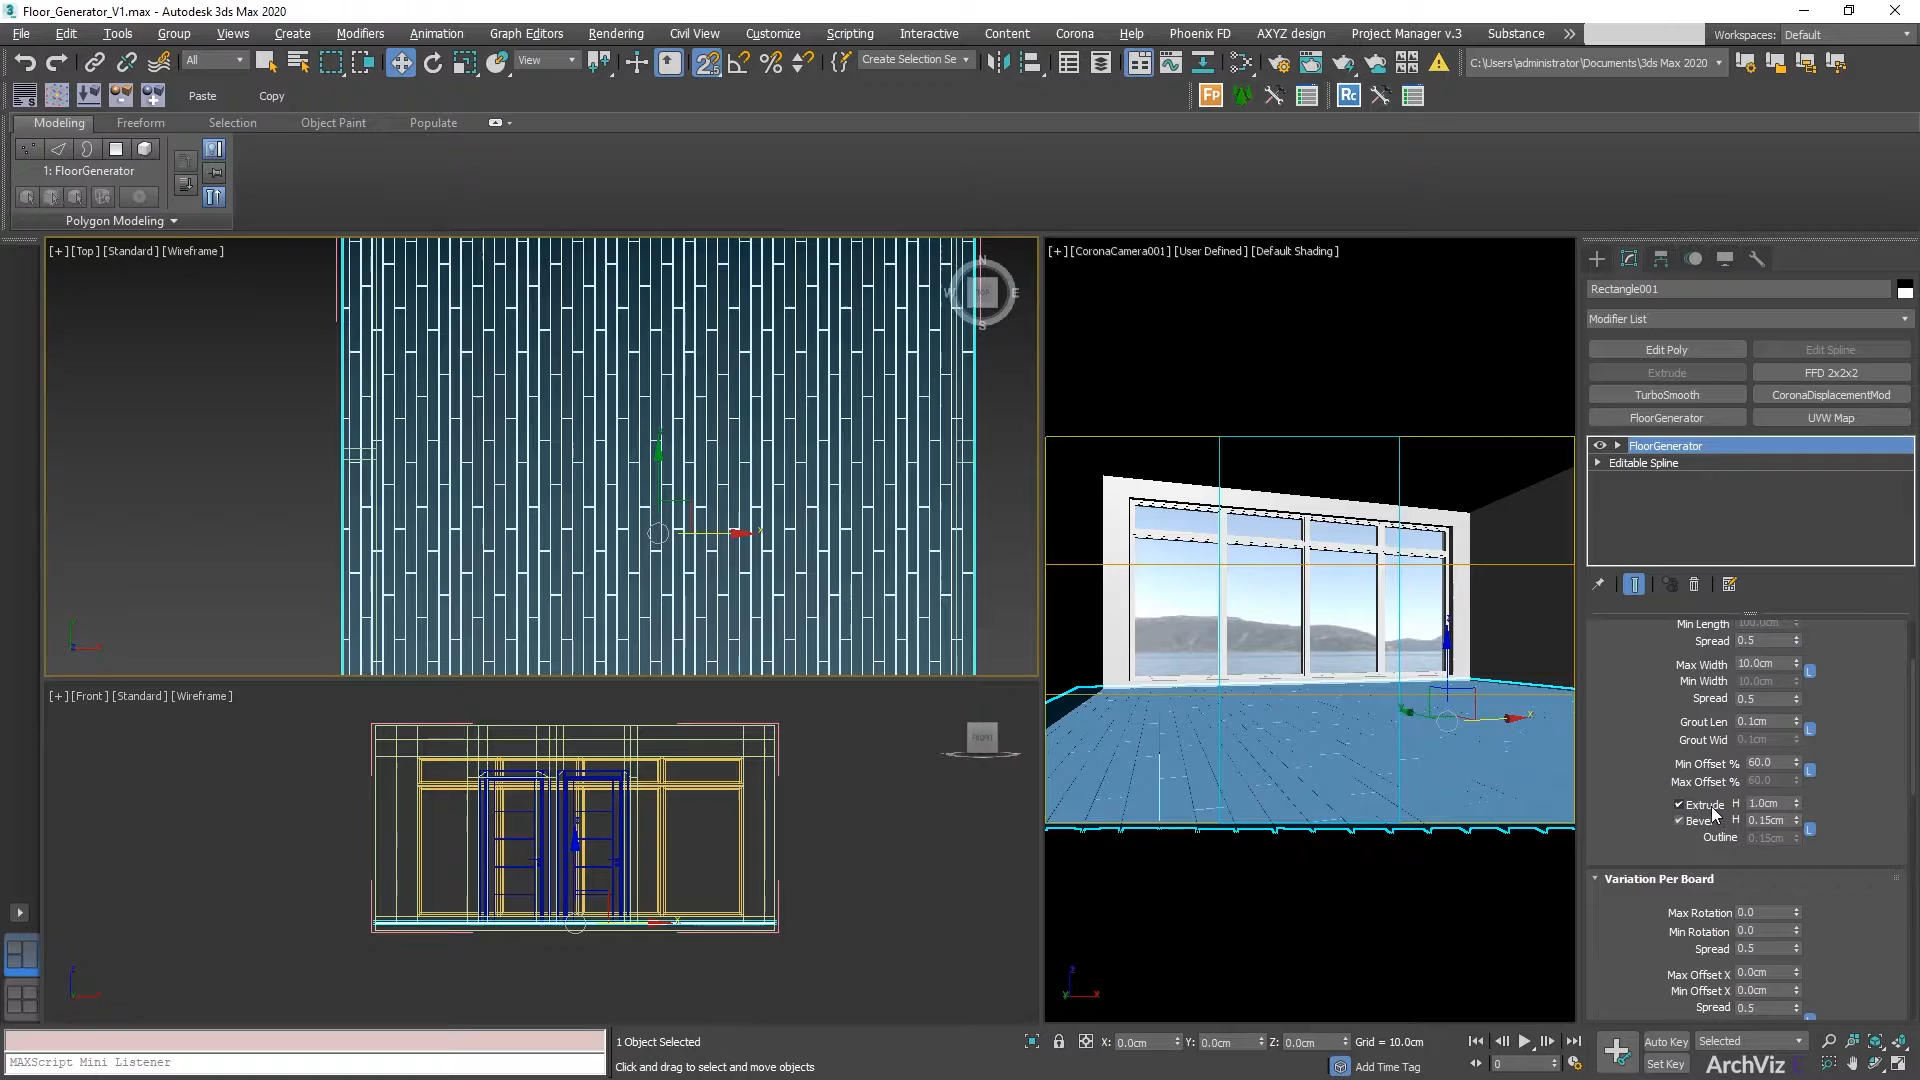 Floor_Generator_V1.max - Autodesk 3ds Max 2020
File Edit Tools Group Views Create Modifiers Animation Graph Editors Rendering Civil View Customize Scripting Interactive Content Corona Help Phoenix FD AXYZ design Project Manager v.3 Substance Workspaces: Default
All View Create Selection Se C:\Users\administrator\Documents\3ds Max 2020
Paste Copy Fp Rc
Modeling Freeform Selection Object Paint Populate
1: FloorGenerator
Polygon Modeling
[+] [Top] [Standard] [Wireframe]
[+] [CoronaCamera001] [User Defined] [Default Shading]
[+] [Front] [Standard] [Wireframe]
FRONT
Rectangle001
Modifier List
Edit Poly Edit Spline
Extrude FFD 2x2x2
TurboSmooth CoronaDisplacementMod
FloorGenerator UVW Map
FloorGenerator
Editable Spline
Min Length 100.0cm
Spread 0.5
Max Width 10.0cm
Min Width 10.0cm
Spread 0.5
Grout Len 0.1cm
Grout Wid 0.1cm
Min Offset % 60.0
Max Offset % 60.0
Extrude H 1.0cm
H 0.15cm
Outline 0.15cm
Variation Per Board
Max Rotation 0.0
Min Rotation 0.0
Spread 0.5
Max Offset X 0.0cm
Min Offset X 0.0cm
Spread 0.5
1 Object Selected X: 0.0cm Y: 0.0cm Z: 0.0cm Grid = 10.0cm Auto Key Selected
MAXScript Mini Listener Click and drag to select and move objects Add Time Tag 0 Set Key
ArchViz